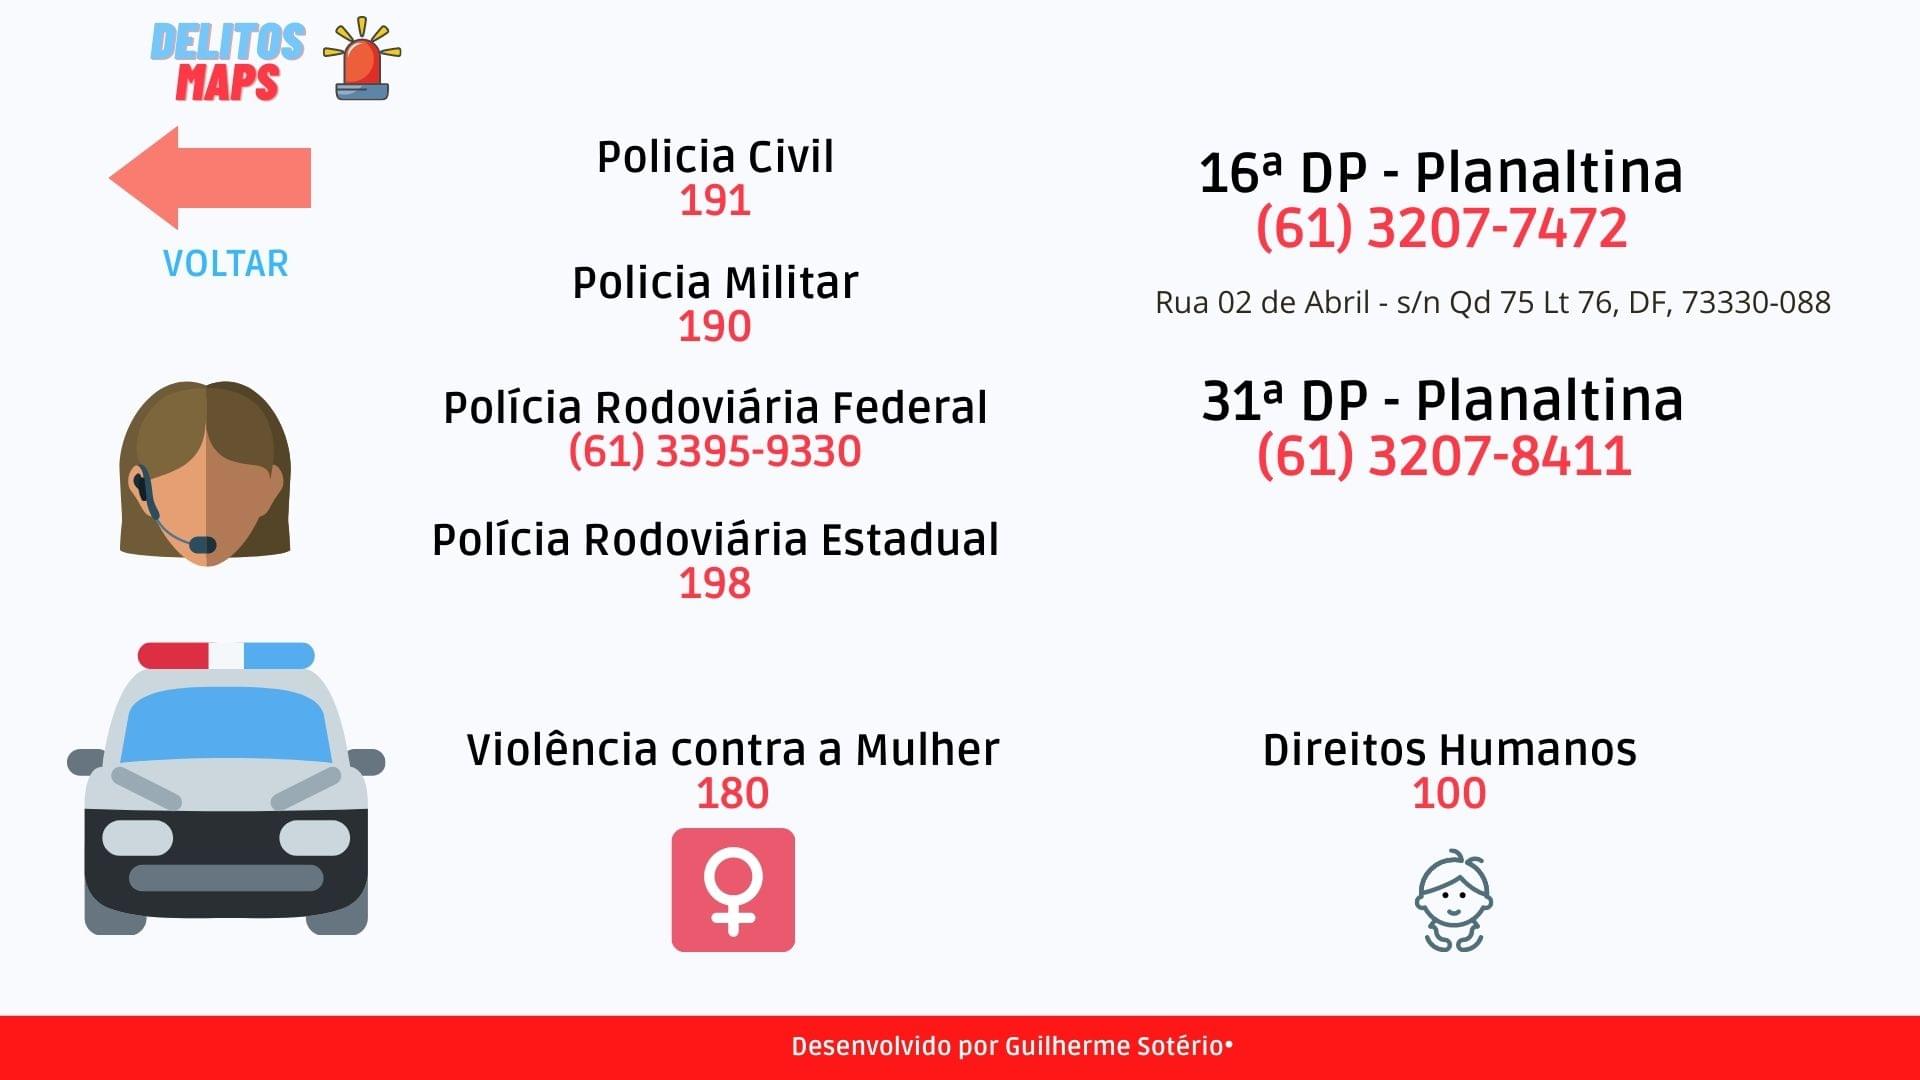 DELITOS
MAPS
VOLTAR
Policia Civil
191
Policia Militar
190
Polícia Rodoviária Federal
(61) 3395-9330
Polícia Rodoviária Estadual
198
16ª DP - Planaltina
(61) 3207-7472
Rua 02 de Abril - s/n Qd 75 Lt 76, DF, 73330-088
31ª DP - Planaltina
(61) 3207-8411
Violência contra a Mulher
180
Direitos Humanos
100
Desenvolvido por Guilherme Sotério•